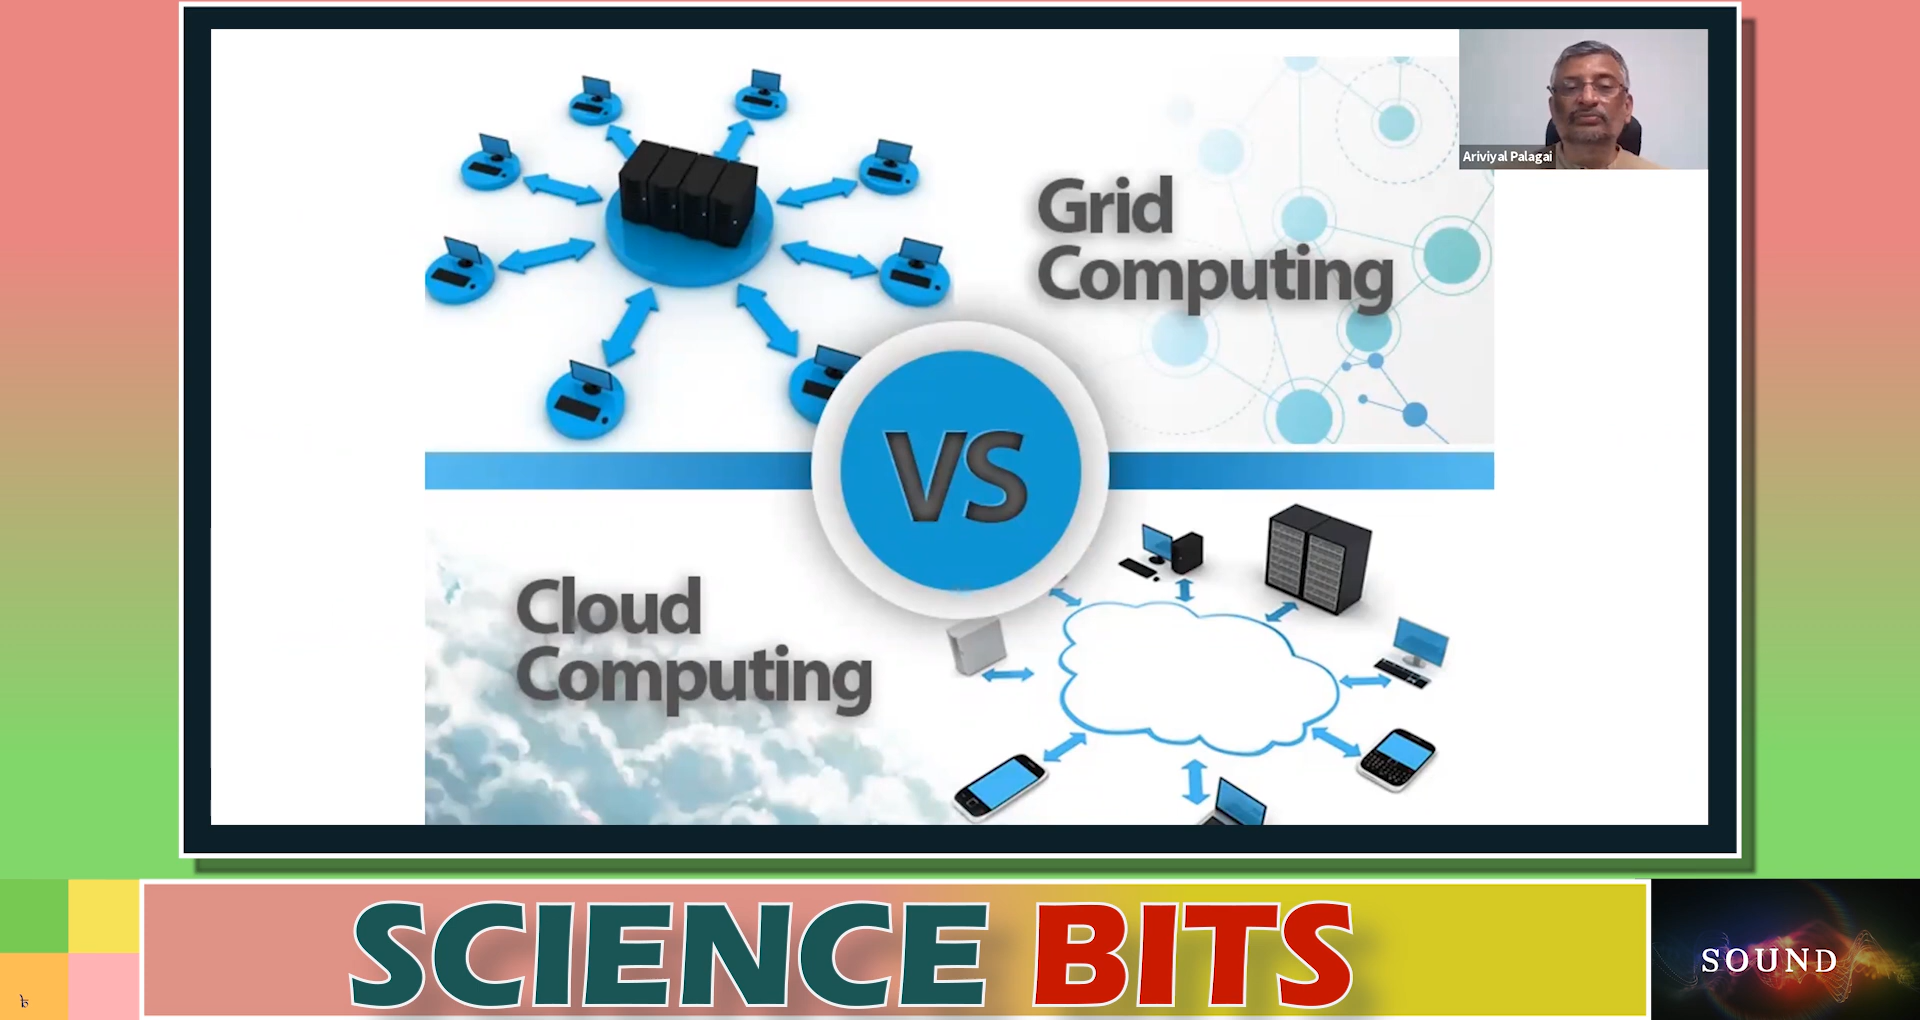 Ariviyal Palagai
Grid
Computing
VS
Cloud
Computing
SCIENCE BITS
SOUND